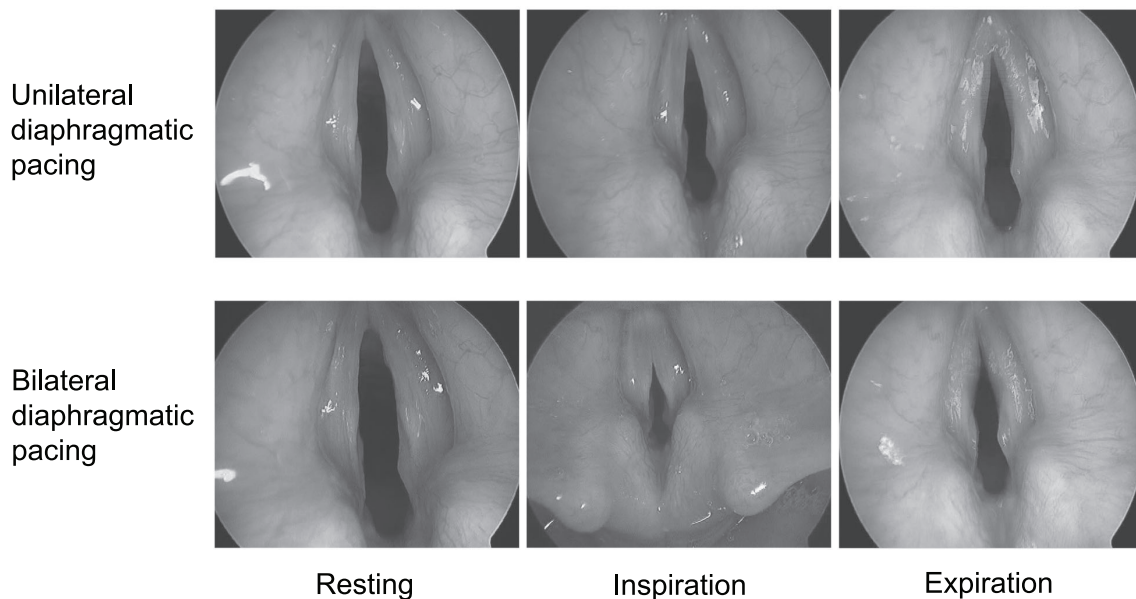 Unilateral
diaphragmatic
pacing
Bilateral
diaphragmatic
pacing
Resting
Inspiration
Expiration